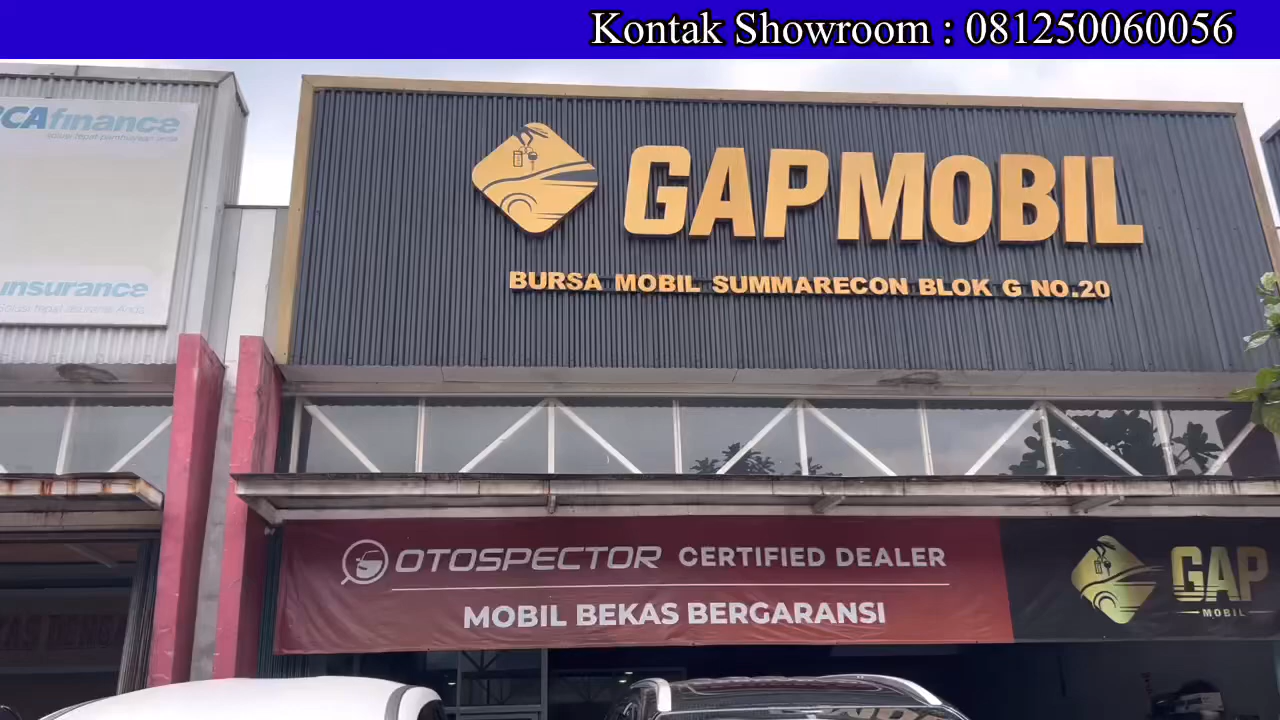 Kontak Showroom : 081250060056
BCAfinance
GAPMOBIL
BURSA MOBIL SUMMARECON BLOK G NO.20
insurance
OTOSPECTOR CERTIFIED DEALER
MOBIL BEKAS BERGARANSI
GAP
MOBIL